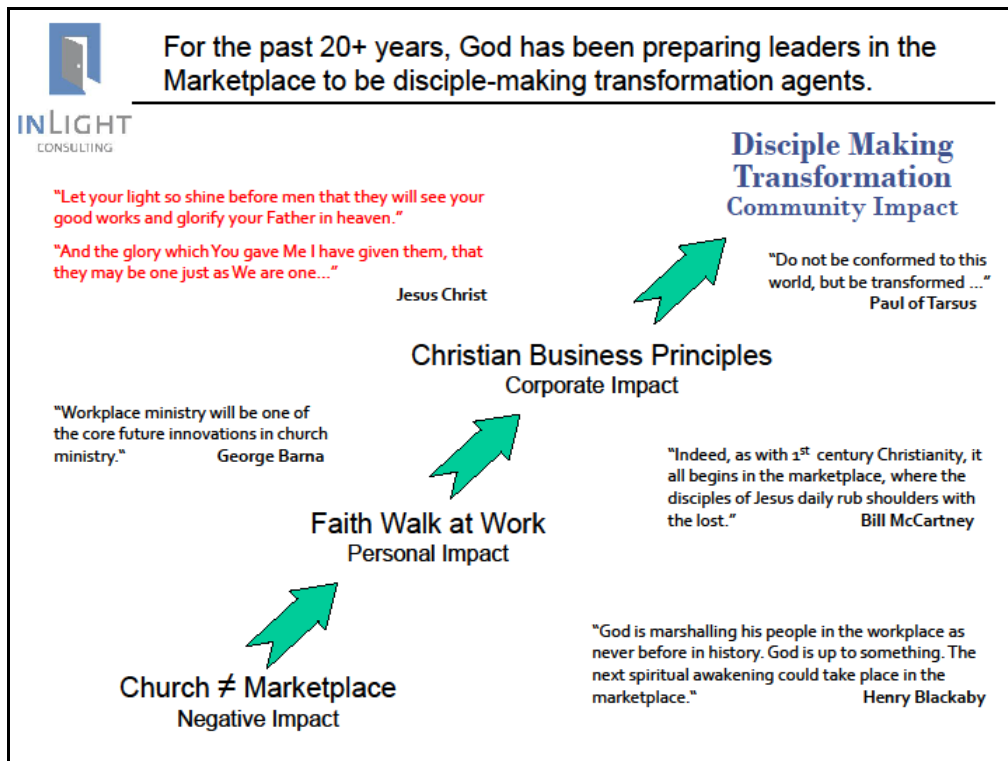 For the past 20+ years, God has been preparing leaders in the
Marketplace to be disciple-making transformation agents.
INLIGHT
CONSULTING
Disciple Making
Transformation
Community Impact
“Let your light so shine before men that they will see your
good works and glorify your Father in heaven.”
“And the glory which You gave Me I have given them, that
they may be one just as We are one...”
Jesus Christ
“Do not be conformed to this
world, but be transformed ...”
Paul of Tarsus
Christian Business Principles
Corporate Impact
“Workplace ministry will be one of
the core future innovations in church
ministry.“ George Barna
“Indeed, as with 1st century Christianity, it
all begins in the marketplace, where the
disciples of Jesus daily rub shoulders with
the lost.” Bill McCartney
Faith Walk at Work
Personal Impact
“God is marshalling his people in the workplace as
never before in history. God is up to something. The
next spiritual awakening could take place in the
marketplace.“ Henry Blackaby
Church ≠ Marketplace
Negative Impact